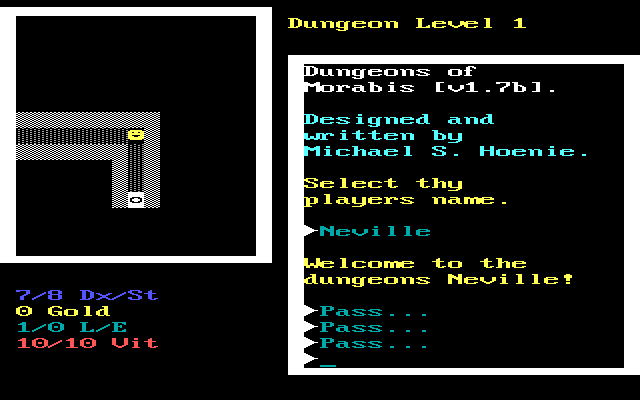 Dungeon Level 1
Dungeons of
Morabis [v1.7b].
Designed and
written by
Michael S. Hoenie.
Select thy
players name.
Neville
Welcome to the
dungeons Neville!
Pass...
Pass...
Pass...
7/8 Dx/St
0 Gold
1/0 L/E
10/10 Vit